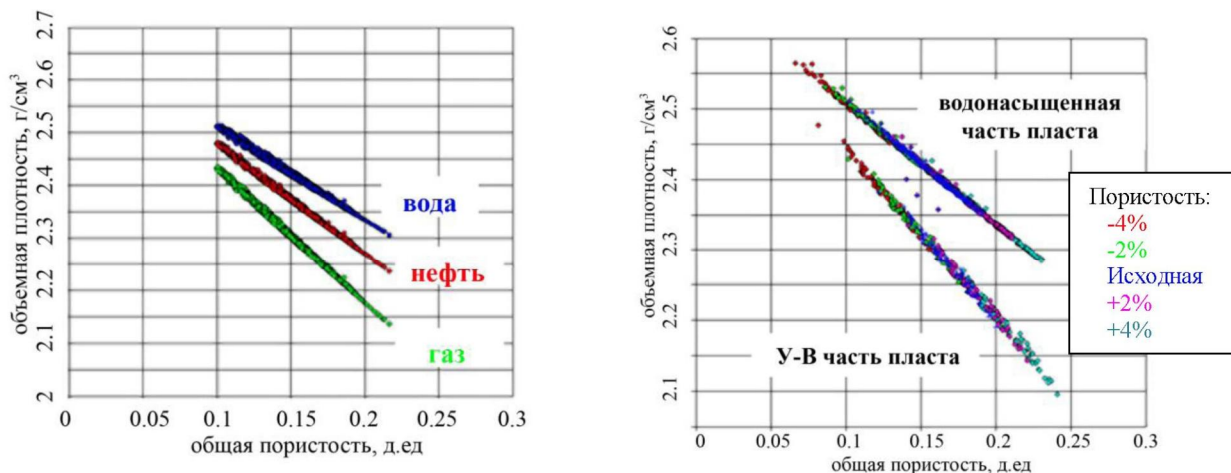 2.7
2.6
2.5
2.4
2.3
2.2
2.1
2
объемная плотность, г/см³
вода
нефть
газ
0
0.05
0.1
0.15
0.2
0.25
0.3
общая пористость, д.ед
2.6
2.5
2.4
2.3
2.2
2.1
объемная плотность, г/см³
водонасыщенная
часть пласта
У-В часть пласта
0
0.05
0.1
0.15
0.2
0.25
0.3
общая пористость, д.ед
Пористость:
-4%
-2%
Исходная
+2%
+4%